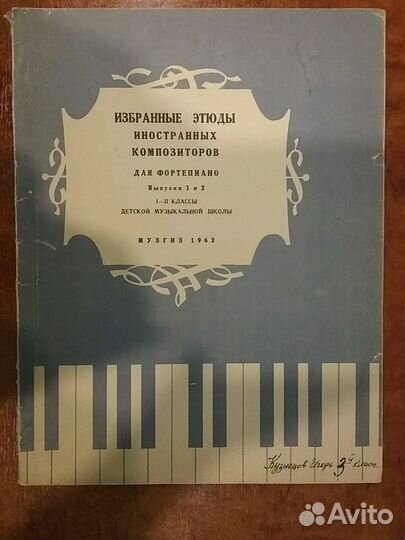 ИЗБРАННЫЕ ЭТЮДЫ
ИНОСТРАННЫХ
КОМПОЗИТОРОВ
ДЛЯ ФОРТЕПИАНО
Выпуски 1 и 2
I—II КЛАССЫ
ДЕТСКОЙ МУЗЫКАЛЬНОЙ ШКОЛЫ
МУЗГИЗ 1962
Кузнецов Игорь 3й класс
Avito